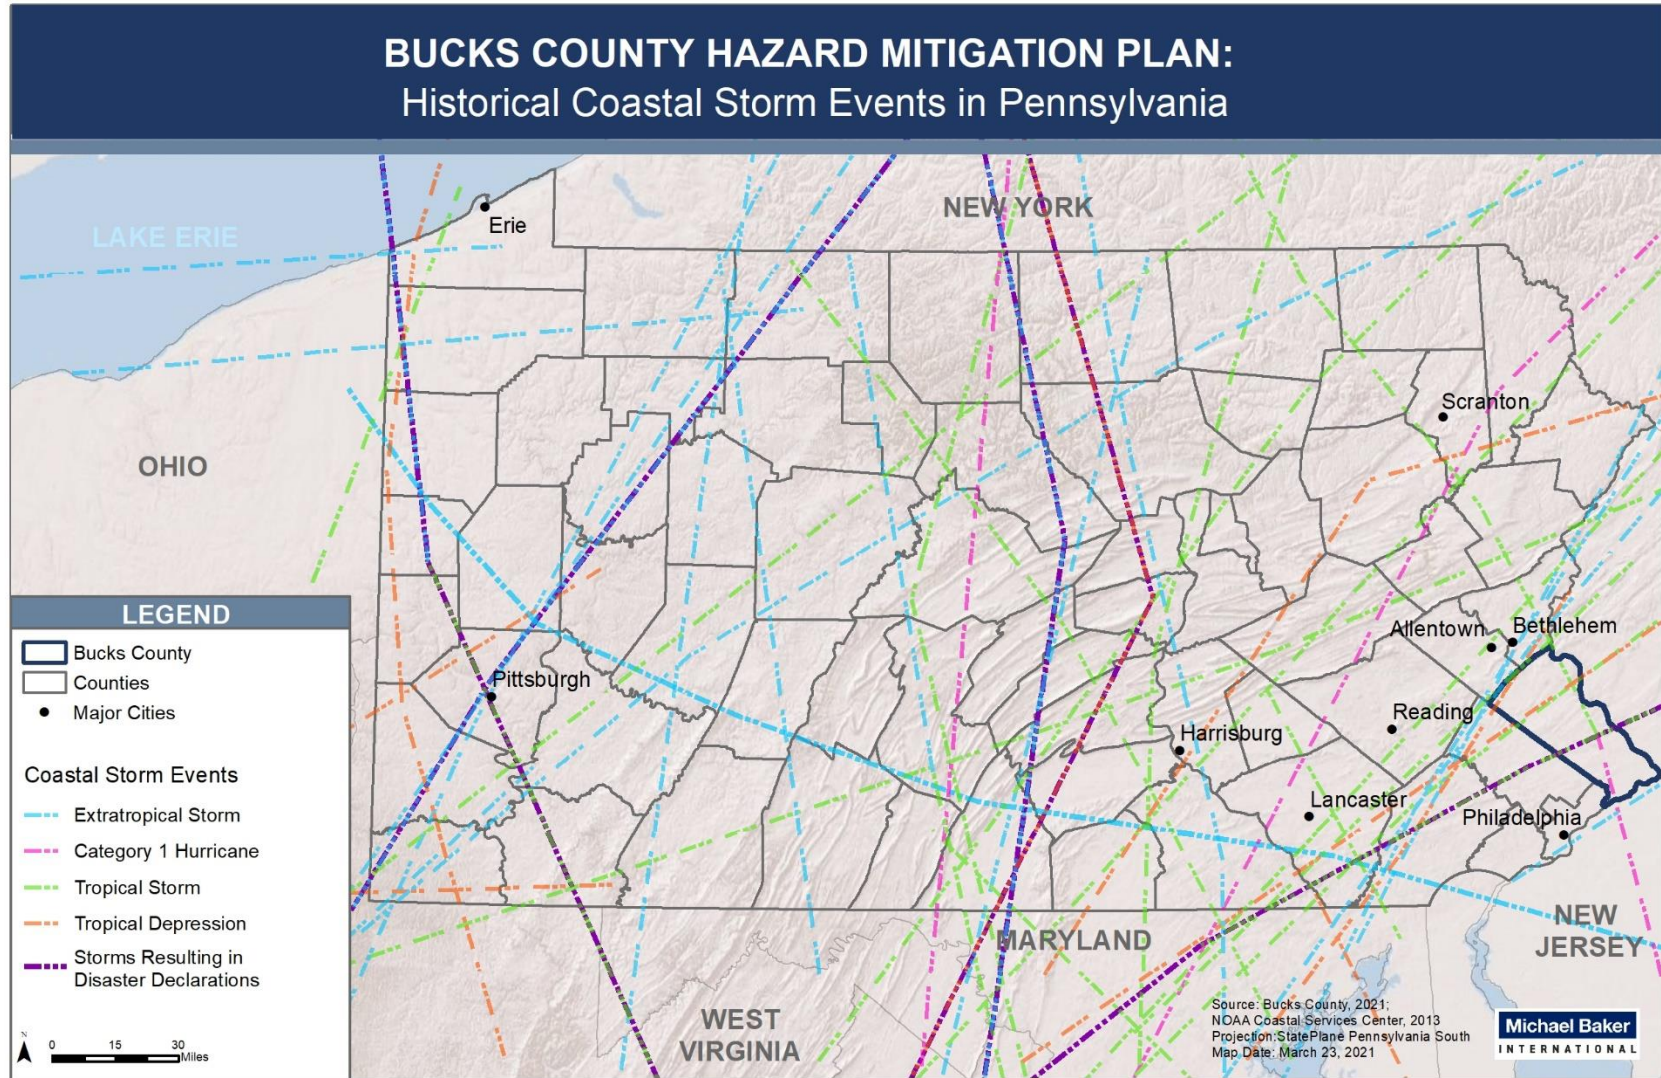 BUCKS COUNTY HAZARD MITIGATION PLAN:
Historical Coastal Storm Events in Pennsylvania
LAKE ERIE
Erie
NEW YORK
Scranton
OHIO
Allentown
Bethlehem
Pittsburgh
Reading
Harrisburg
Lancaster
Philadelphia
MARYLAND
NEW
JERSEY
WEST
VIRGINIA
LEGEND
Bucks County
Counties
Major Cities
Coastal Storm Events
Extratropical Storm
Category 1 Hurricane
Tropical Storm
Tropical Depression
Storms Resulting in
Disaster Declarations
N
0 15 30
Miles
Source: Bucks County, 2021;
NOAA Coastal Services Center, 2013
Projection:StatePlane Pennsylvania South
Map Date: March 23, 2021
Michael Baker
INTERNATIONAL